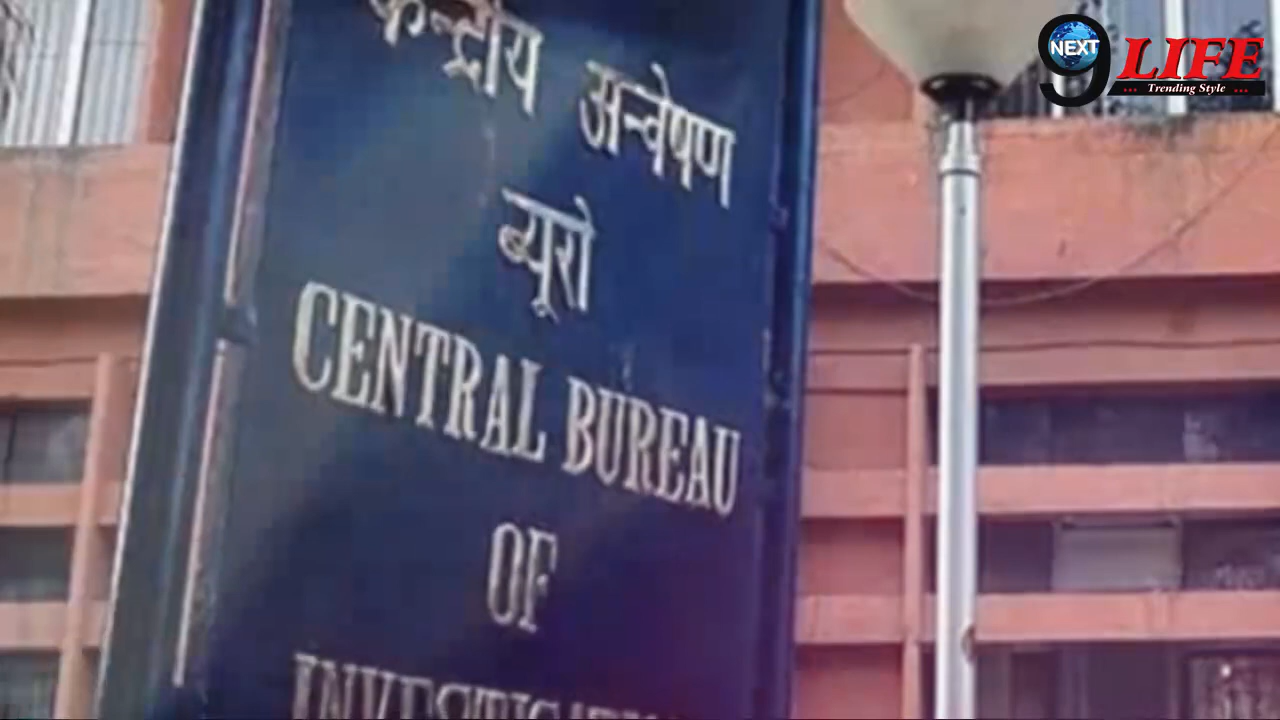 केन्द्रीय अन्वेषण
ब्यूरो
CENTRAL BUREAU
OF
NEXT
9 LIFE
... Trending Style ...